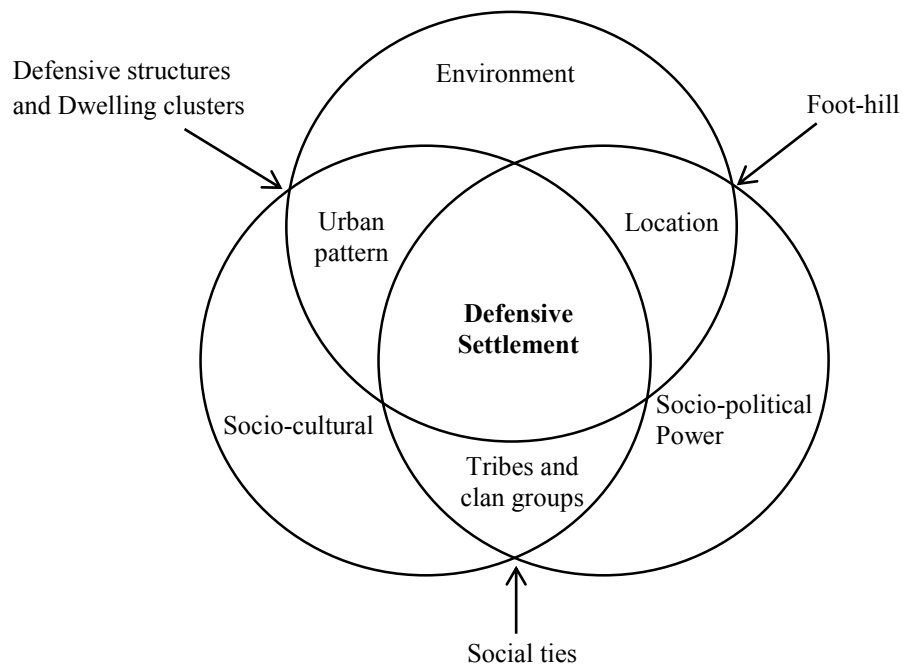 Defensive structures
and Dwelling clusters
Environment
Foot-hill
Urban
pattern
Location
Defensive
Settlement
Socio-cultural
Socio-political
Power
Tribes and
clan groups
Social ties